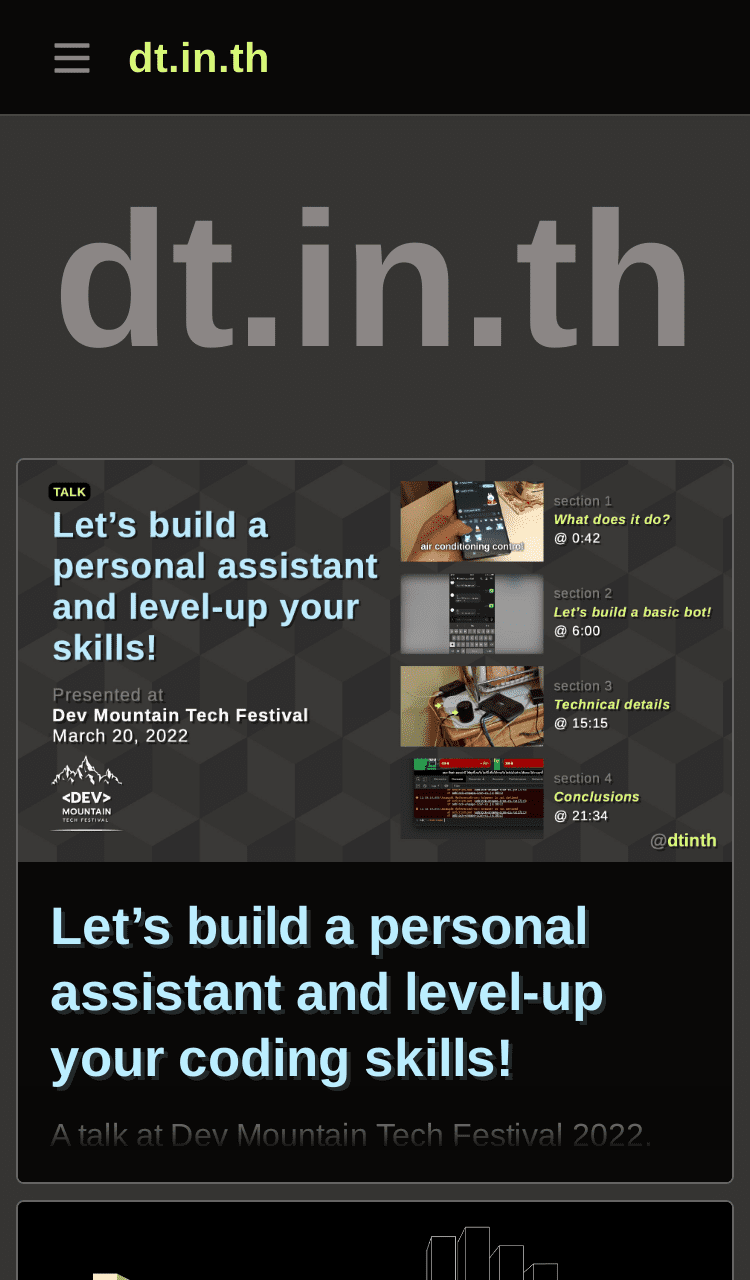 dt.in.th
dt.in.th
TALK
Let’s build a
personal assistant
and level-up your
skills!
Presented at
Dev Mountain Tech Festival
March 20, 2022
<DEV>
MOUNTAIN
TECH FESTIVAL
air conditioning control
section 1
What does it do?
@ 0:42
section 2
Let’s build a basic bot!
@ 6:00
section 3
Technical details
@ 15:15
section 4
Conclusions
@ 21:34
@dtinth
Let’s build a personal
assistant and level-up
your coding skills!
A talk at Dev Mountain Tech Festival 2022.